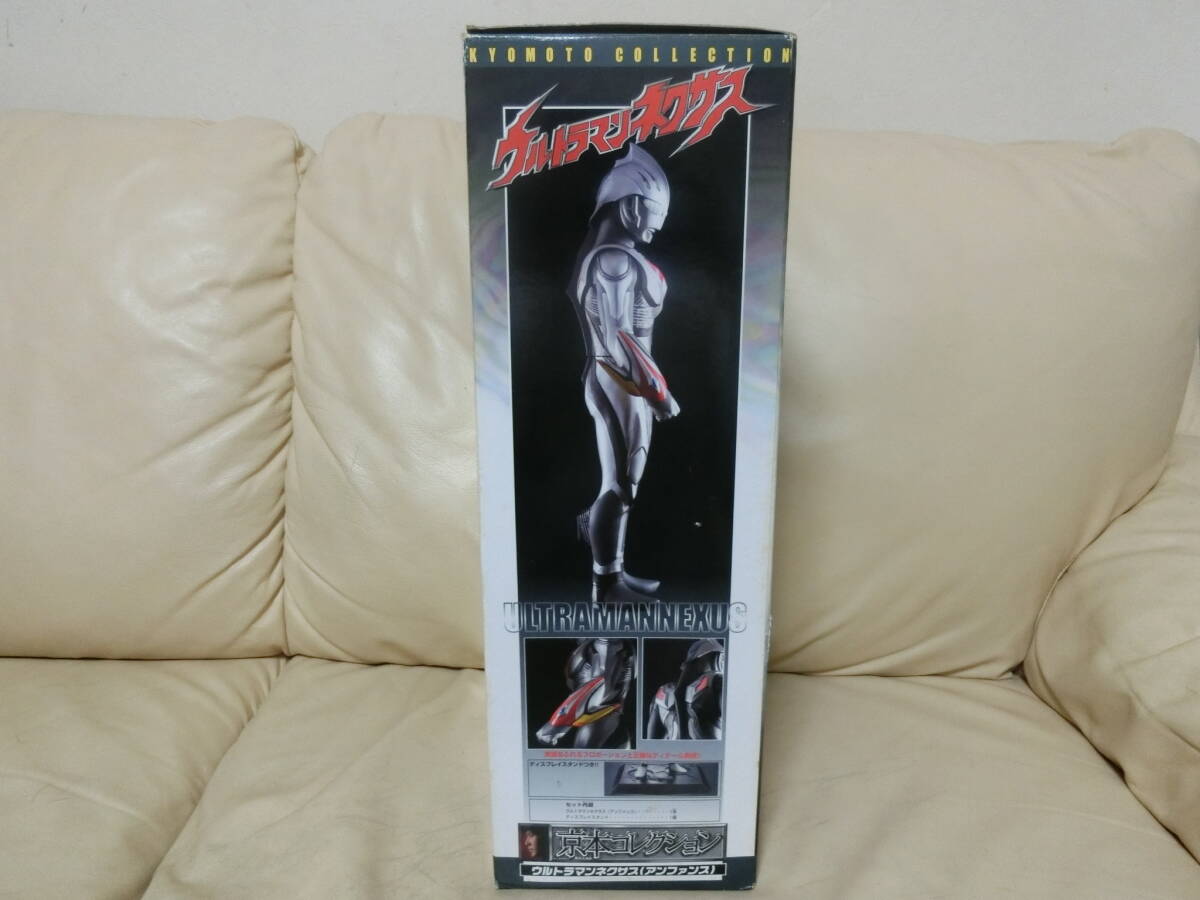 KYOMOTO COLLECTION
ウルトラマンネクサス
ULTRAMANNEXUS
ディスプレイスタンドつき!!
セット内容
京本コレクション
ウルトラマンネクサス(アンファンス)